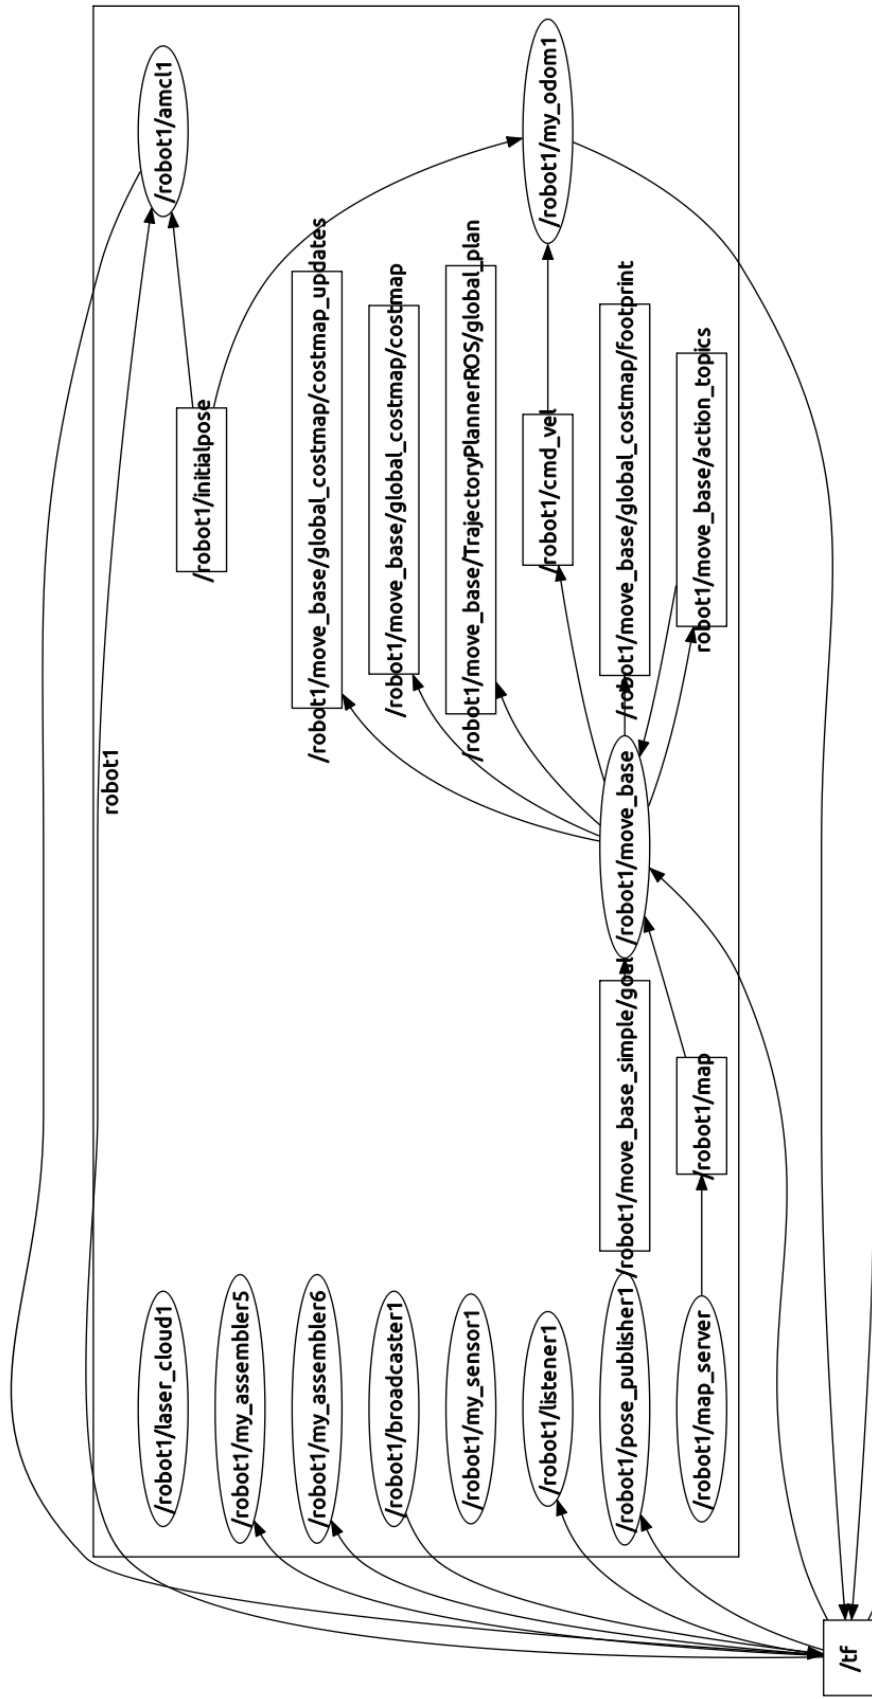 robot1
/robot1/amcl1
/robot1/initialpose
/robot1/my_odom1
/robot1/move_base/global_costmap/costmap_updates
/robot1/move_base/global_costmap/costmap
/robot1/move_base/TrajectoryPlannerROS/global_plan
/robot1/cmd_vel
/robot1/move_base/global_costmap/footprint
robot1/move_base/action_topics
/robot1/move_base
/robot1/move_base_simple/goal
/robot1/map
/robot1/laser_cloud1
/robot1/my_assembler5
/robot1/my_assembler6
/robot1/broadcaster1
/robot1/my_sensor1
/robot1/listener1
/robot1/pose_publisher1
/robot1/map_server
/tf